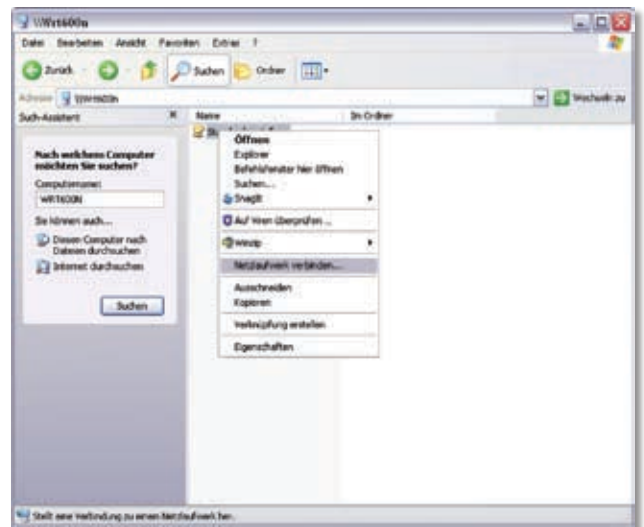 \\Wrt600n
Datei Bearbeiten Ansicht Favoriten Extras ?
Zurück Suchen Ordner
Adresse \\Wrt600n Wechseln zu
Such-Assistent Name In Ordner
Nach welchem Computer
möchten Sie suchen?
Computername:
WRT600N
Sie können auch...
Diesen Computer nach
Dateien durchsuchen
Internet durchsuchen
Suchen
Öffnen
Explorer
Befehlsfenster hier öffnen
Suchen...
SnagIt
Auf Viren überprüfen ...
WinZip
Netzlaufwerk verbinden...
Ausschneiden
Kopieren
Verknüpfung erstellen
Eigenschaften
Stellt eine Verbindung zu einem Netzlaufwerk her.